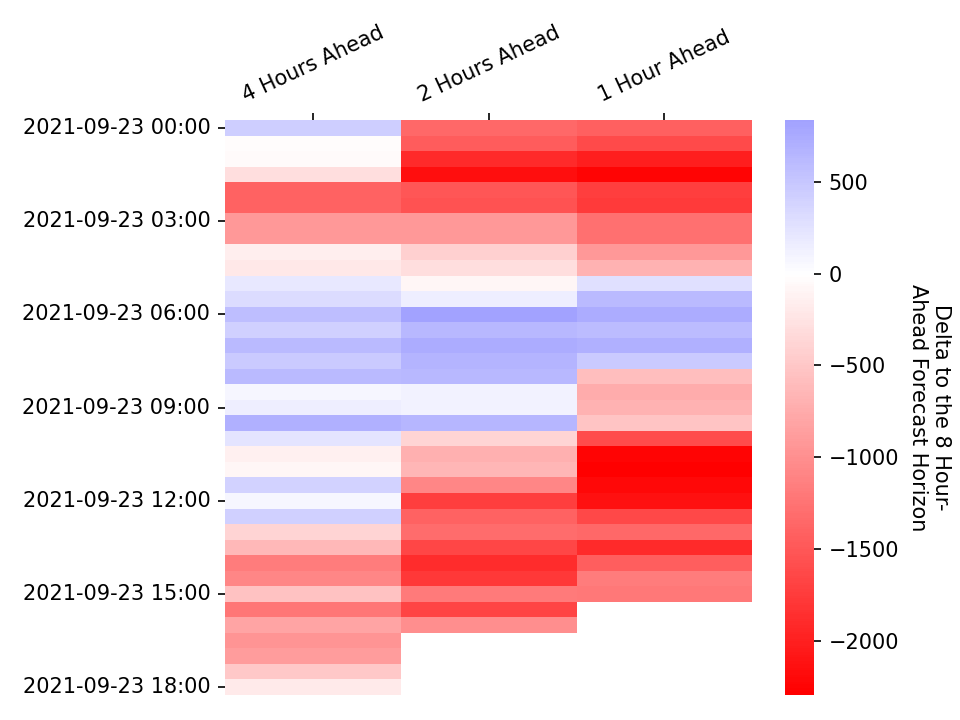 4 Hours Ahead
2 Hours Ahead
1 Hour Ahead
2021-09-23 00:00
2021-09-23 03:00
2021-09-23 06:00
2021-09-23 09:00
2021-09-23 12:00
2021-09-23 15:00
2021-09-23 18:00
500
0
−500
−1000
−1500
−2000
Delta to the 8 Hour-
Ahead Forecast Horizon